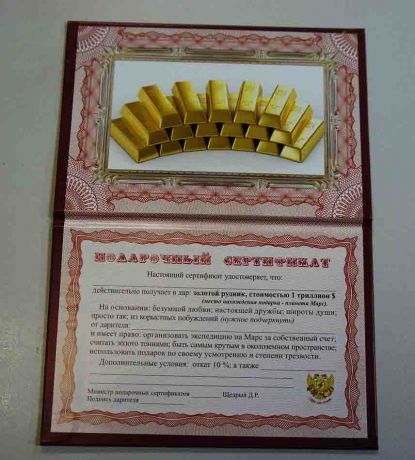 ПОДАРОЧНЫЙ СЕРТИФИКАТ
Настоящий сертификат удостоверяет, что:
действительно получает в дар: золотой рудник, стоимостью 1 триллион $
(место нахождения подарка - планета Марс).
На основании: безумной любви; настоящей дружбы; широты души;
просто так; из корыстных побуждений (нужное подчеркнуть)
от дарителя:
и имеет право: организовать экспедицию на Марс за собственный счет;
считать золото тоннами; быть самым крутым в околоземном пространстве;
использовать подарок по своему усмотрению и степени трезвости.
Дополнительные условия: откат 10 %; а также
Министр подарочных сертификатов Щедрый Д.Р.
Подпись дарителя